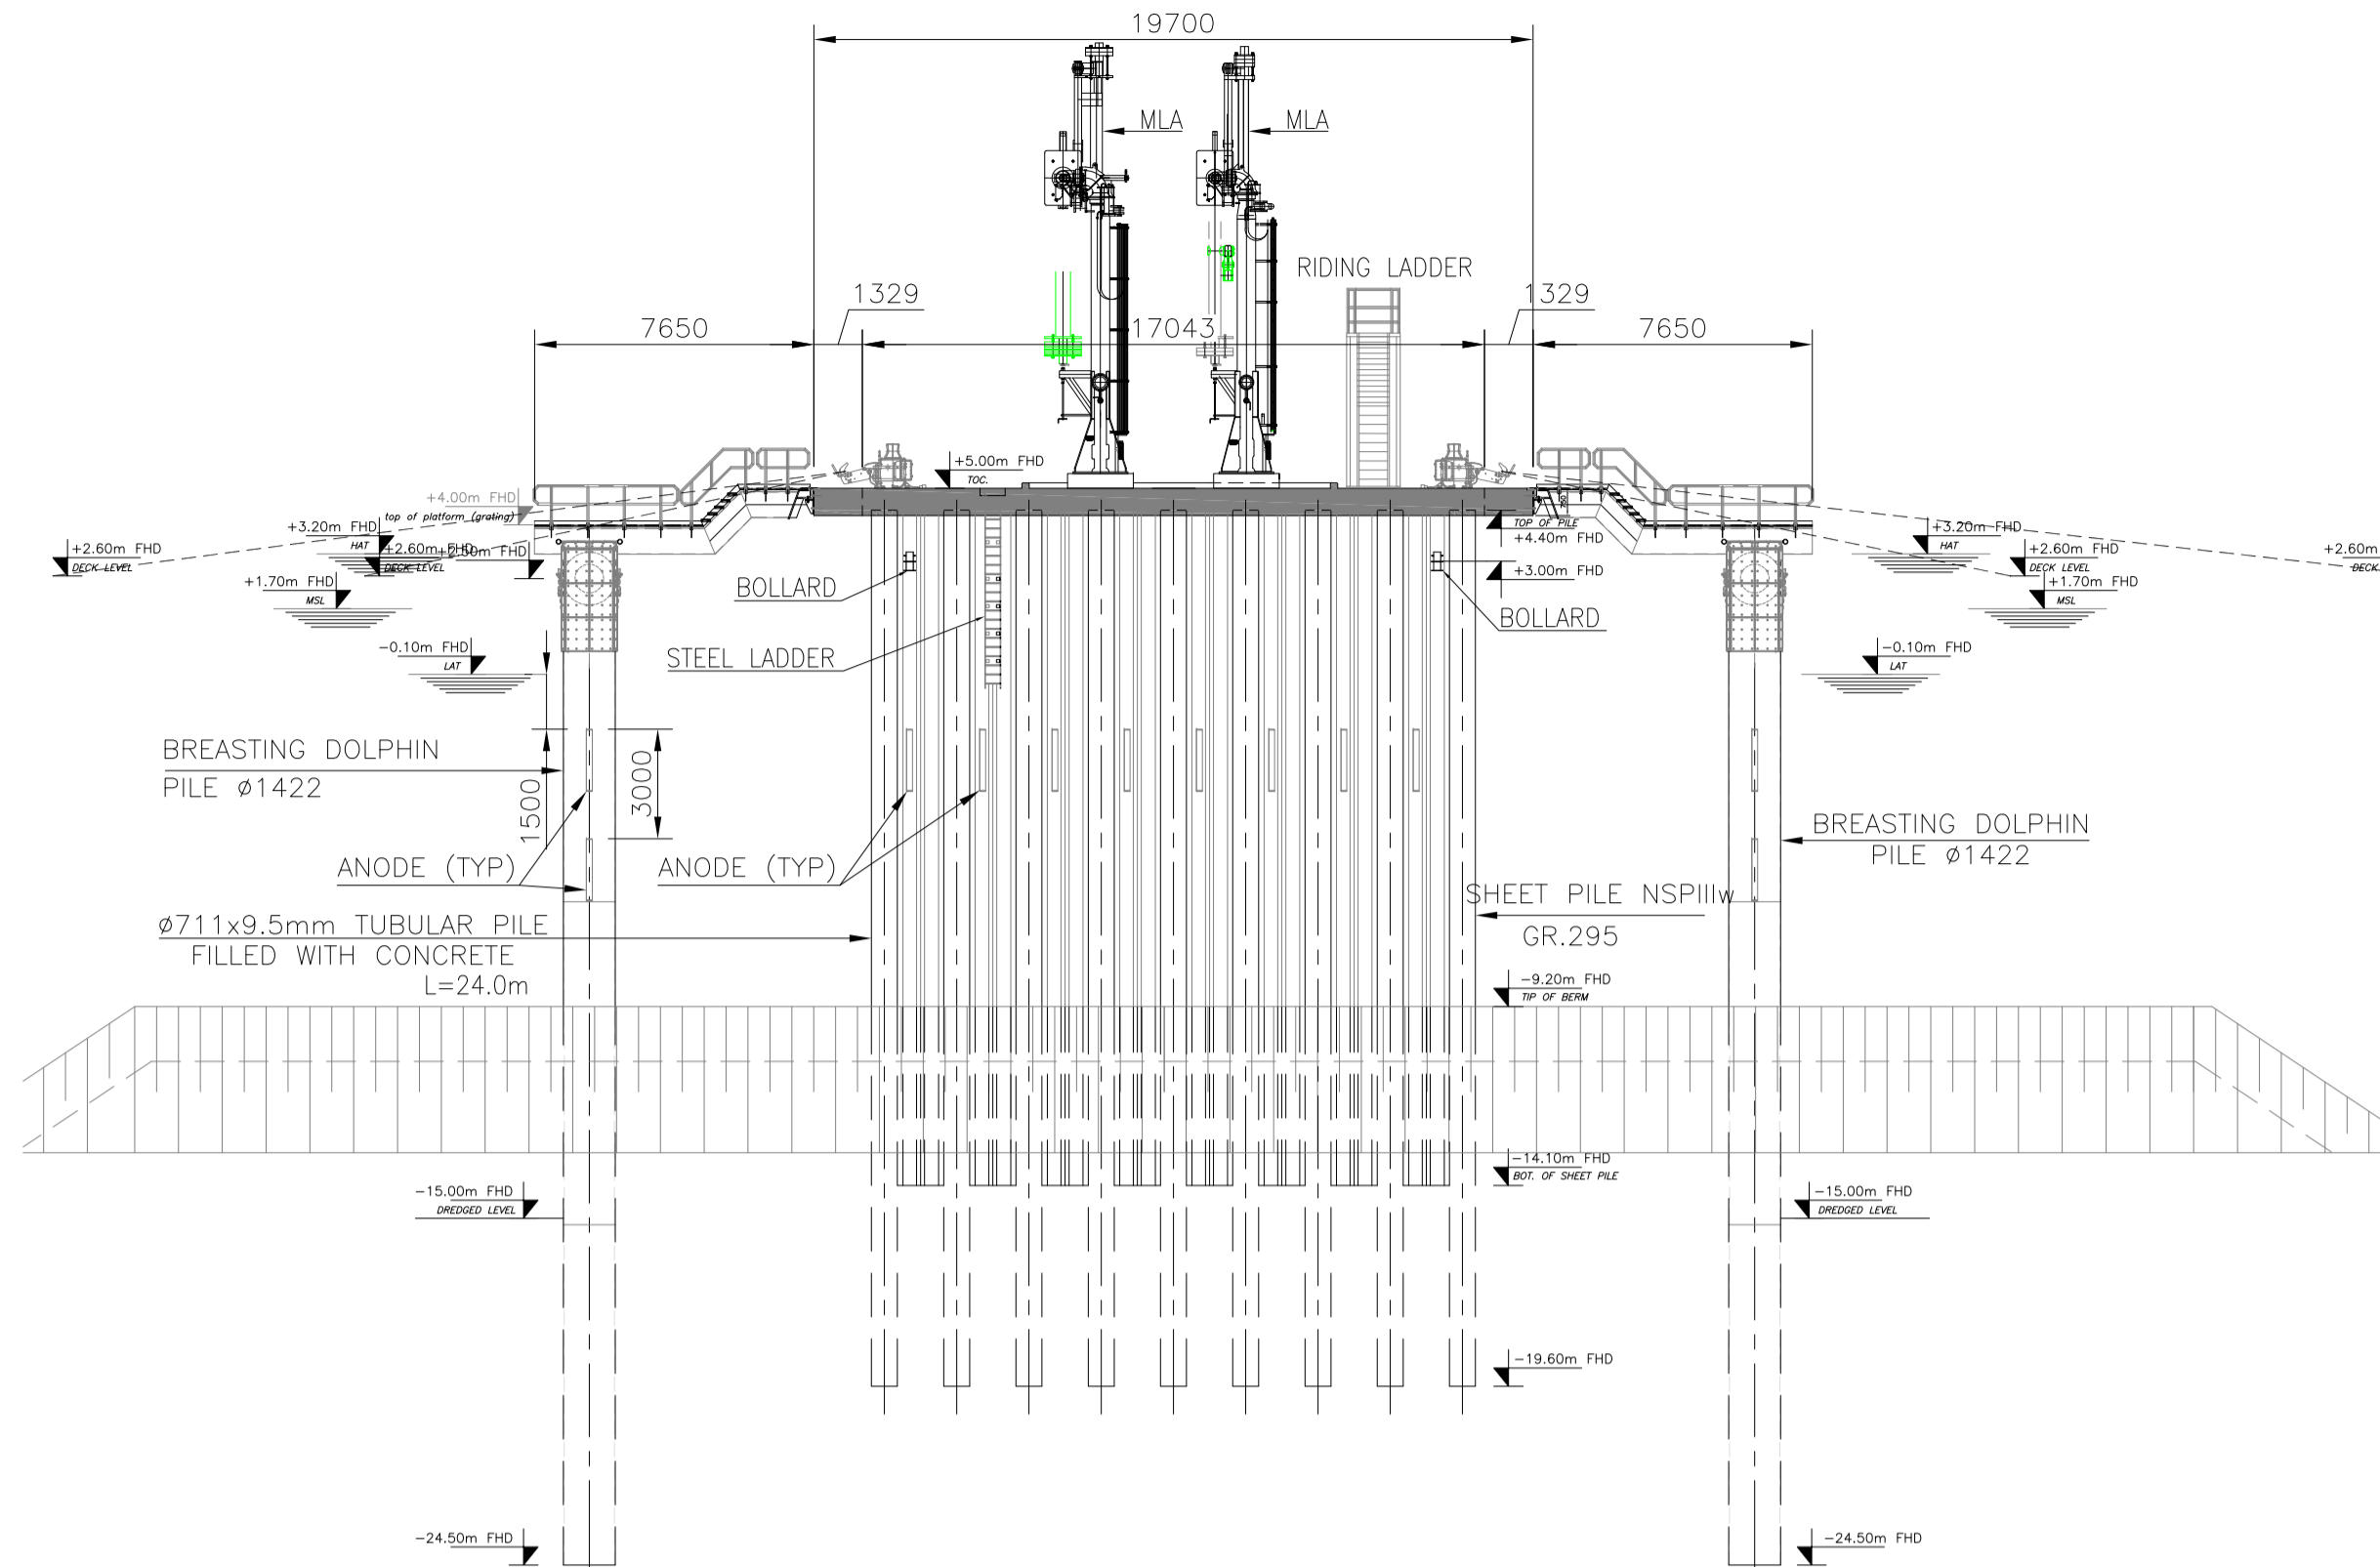 19700
MLA
MLA
RIDING LADDER
1329
1329
7650
17043
7650
+5.00m FHD
TOC.
+4.00m FHD
top of platform (grating)
750
TOP OF PILE
+4.40m FHD
+3.20m FHD
HAT
+3.20m FHD
HAT
+2.60m FHD
DECK LEVEL
+2.60m FHD
DECK LEVEL
+3.00m FHD
+2.60m FHD
DECK LEVEL
+2.60m
DECK
+1.70m FHD
MSL
+1.70m FHD
MSL
BOLLARD
BOLLARD
-0.10m FHD
LAT
STEEL LADDER
-0.10m FHD
LAT
BREASTING DOLPHIN
PILE ø1422
1500
3000
BREASTING DOLPHIN
PILE ø1422
ANODE (TYP)
ANODE (TYP)
SHEET PILE NSPIIIw
GR.295
ø711x9.5mm TUBULAR PILE
FILLED WITH CONCRETE
L=24.0m
-9.20m FHD
TIP OF BERM
-14.10m FHD
BOT. OF SHEET PILE
-15.00m FHD
DREDGED LEVEL
-15.00m FHD
DREDGED LEVEL
-19.60m FHD
-24.50m FHD
-24.50m FHD